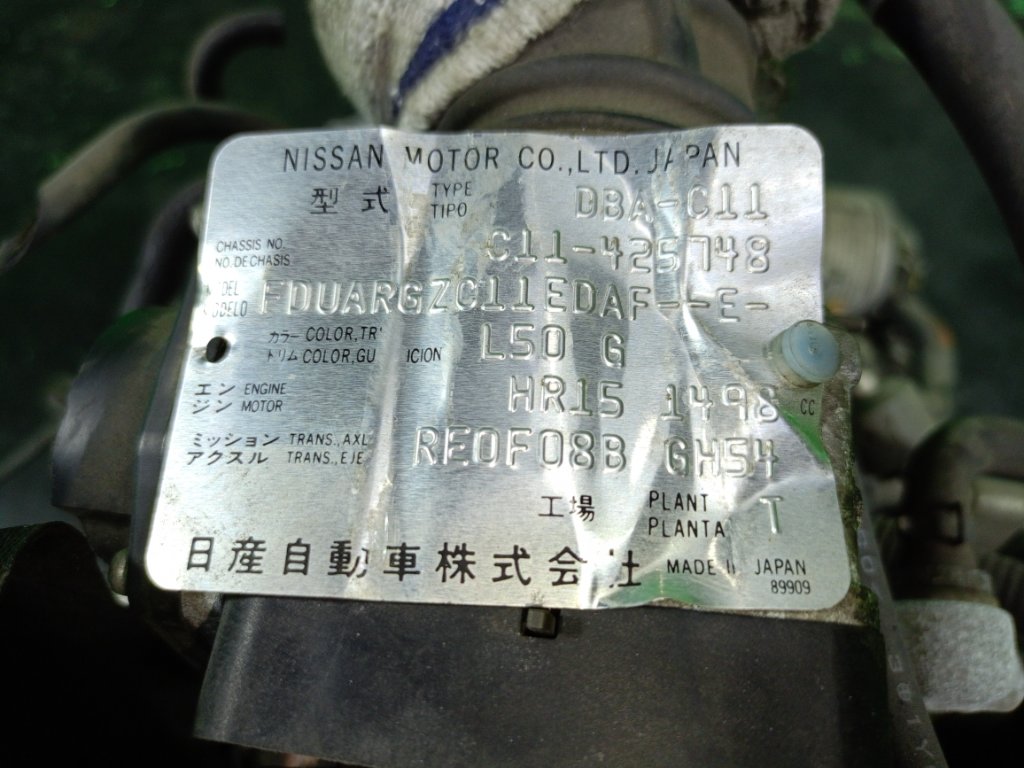 NISSAN MOTOR CO.,LTD. JAPAN
型式 TYPE TIPO DBA-C11
CHASSIS NO. NO. DE CHASIS C11-425748
FDUARGZC11EDAF--E-
カラー COLOR,TR
トリム COLOR,GU ICION L50 G
エン ENGINE
ジン MOTOR HR15 1498 CC
ミッション TRANS.,AXL
アクスル TRANS.,EJE RE0F08B GH54
工場 PLANT PLANTA T
日産自動車株式会社 MADE IN JAPAN
89909